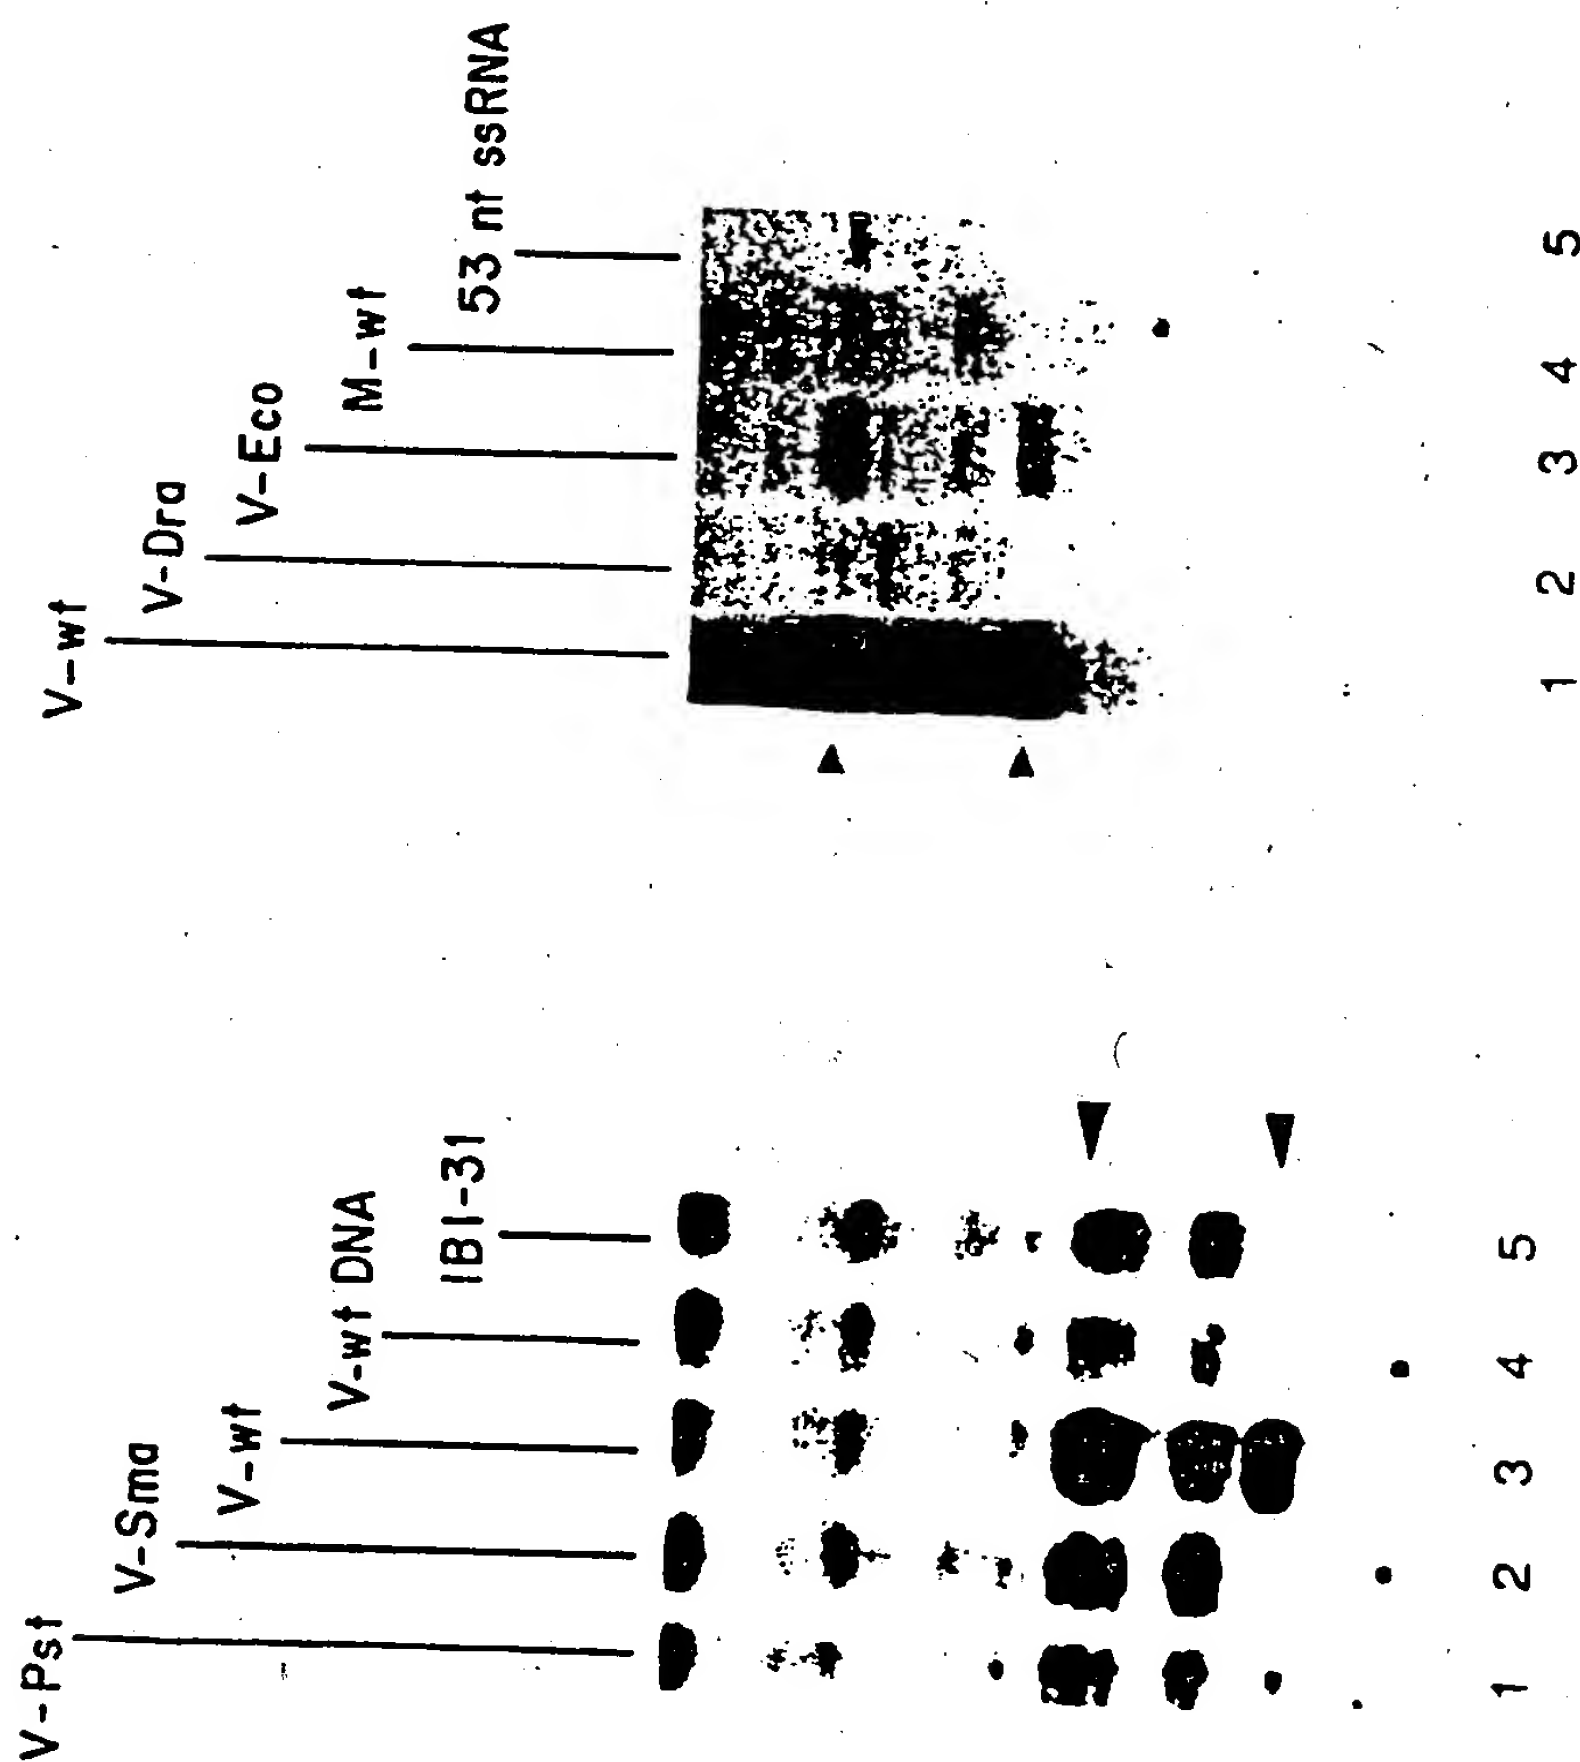 V-Pst
V-Sma
V-wt
V-wt DNA
IBI-31
1 2 3 4 5
V-wt
V-Dra
V-Eco
M-wt
53 nt ssRNA
1 2 3 4 5